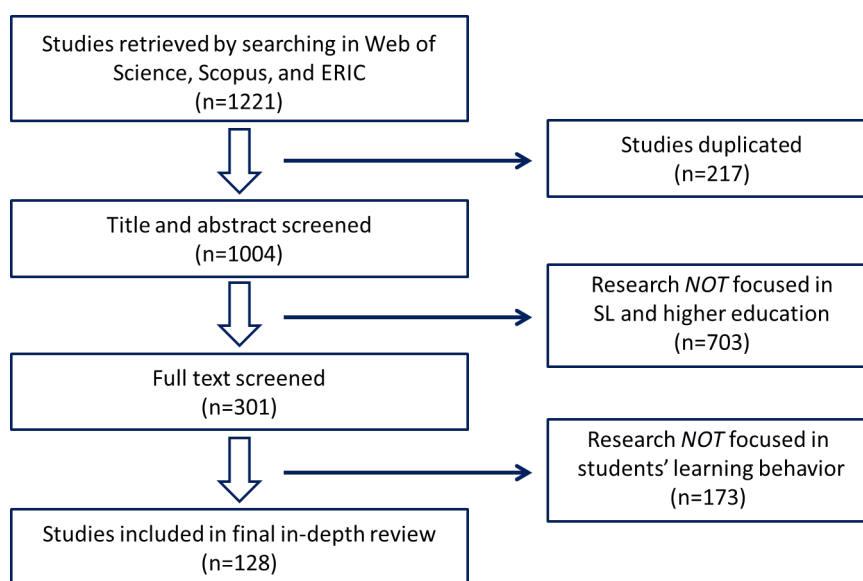 Studies retrieved by searching in Web of
Science, Scopus, and ERIC
(n=1221)
Studies duplicated
(n=217)
Title and abstract screened
(n=1004)
Research NOT focused in
SL and higher education
(n=703)
Full text screened
(n=301)
Research NOT focused in
students’ learning behavior
(n=173)
Studies included in final in-depth review
(n=128)